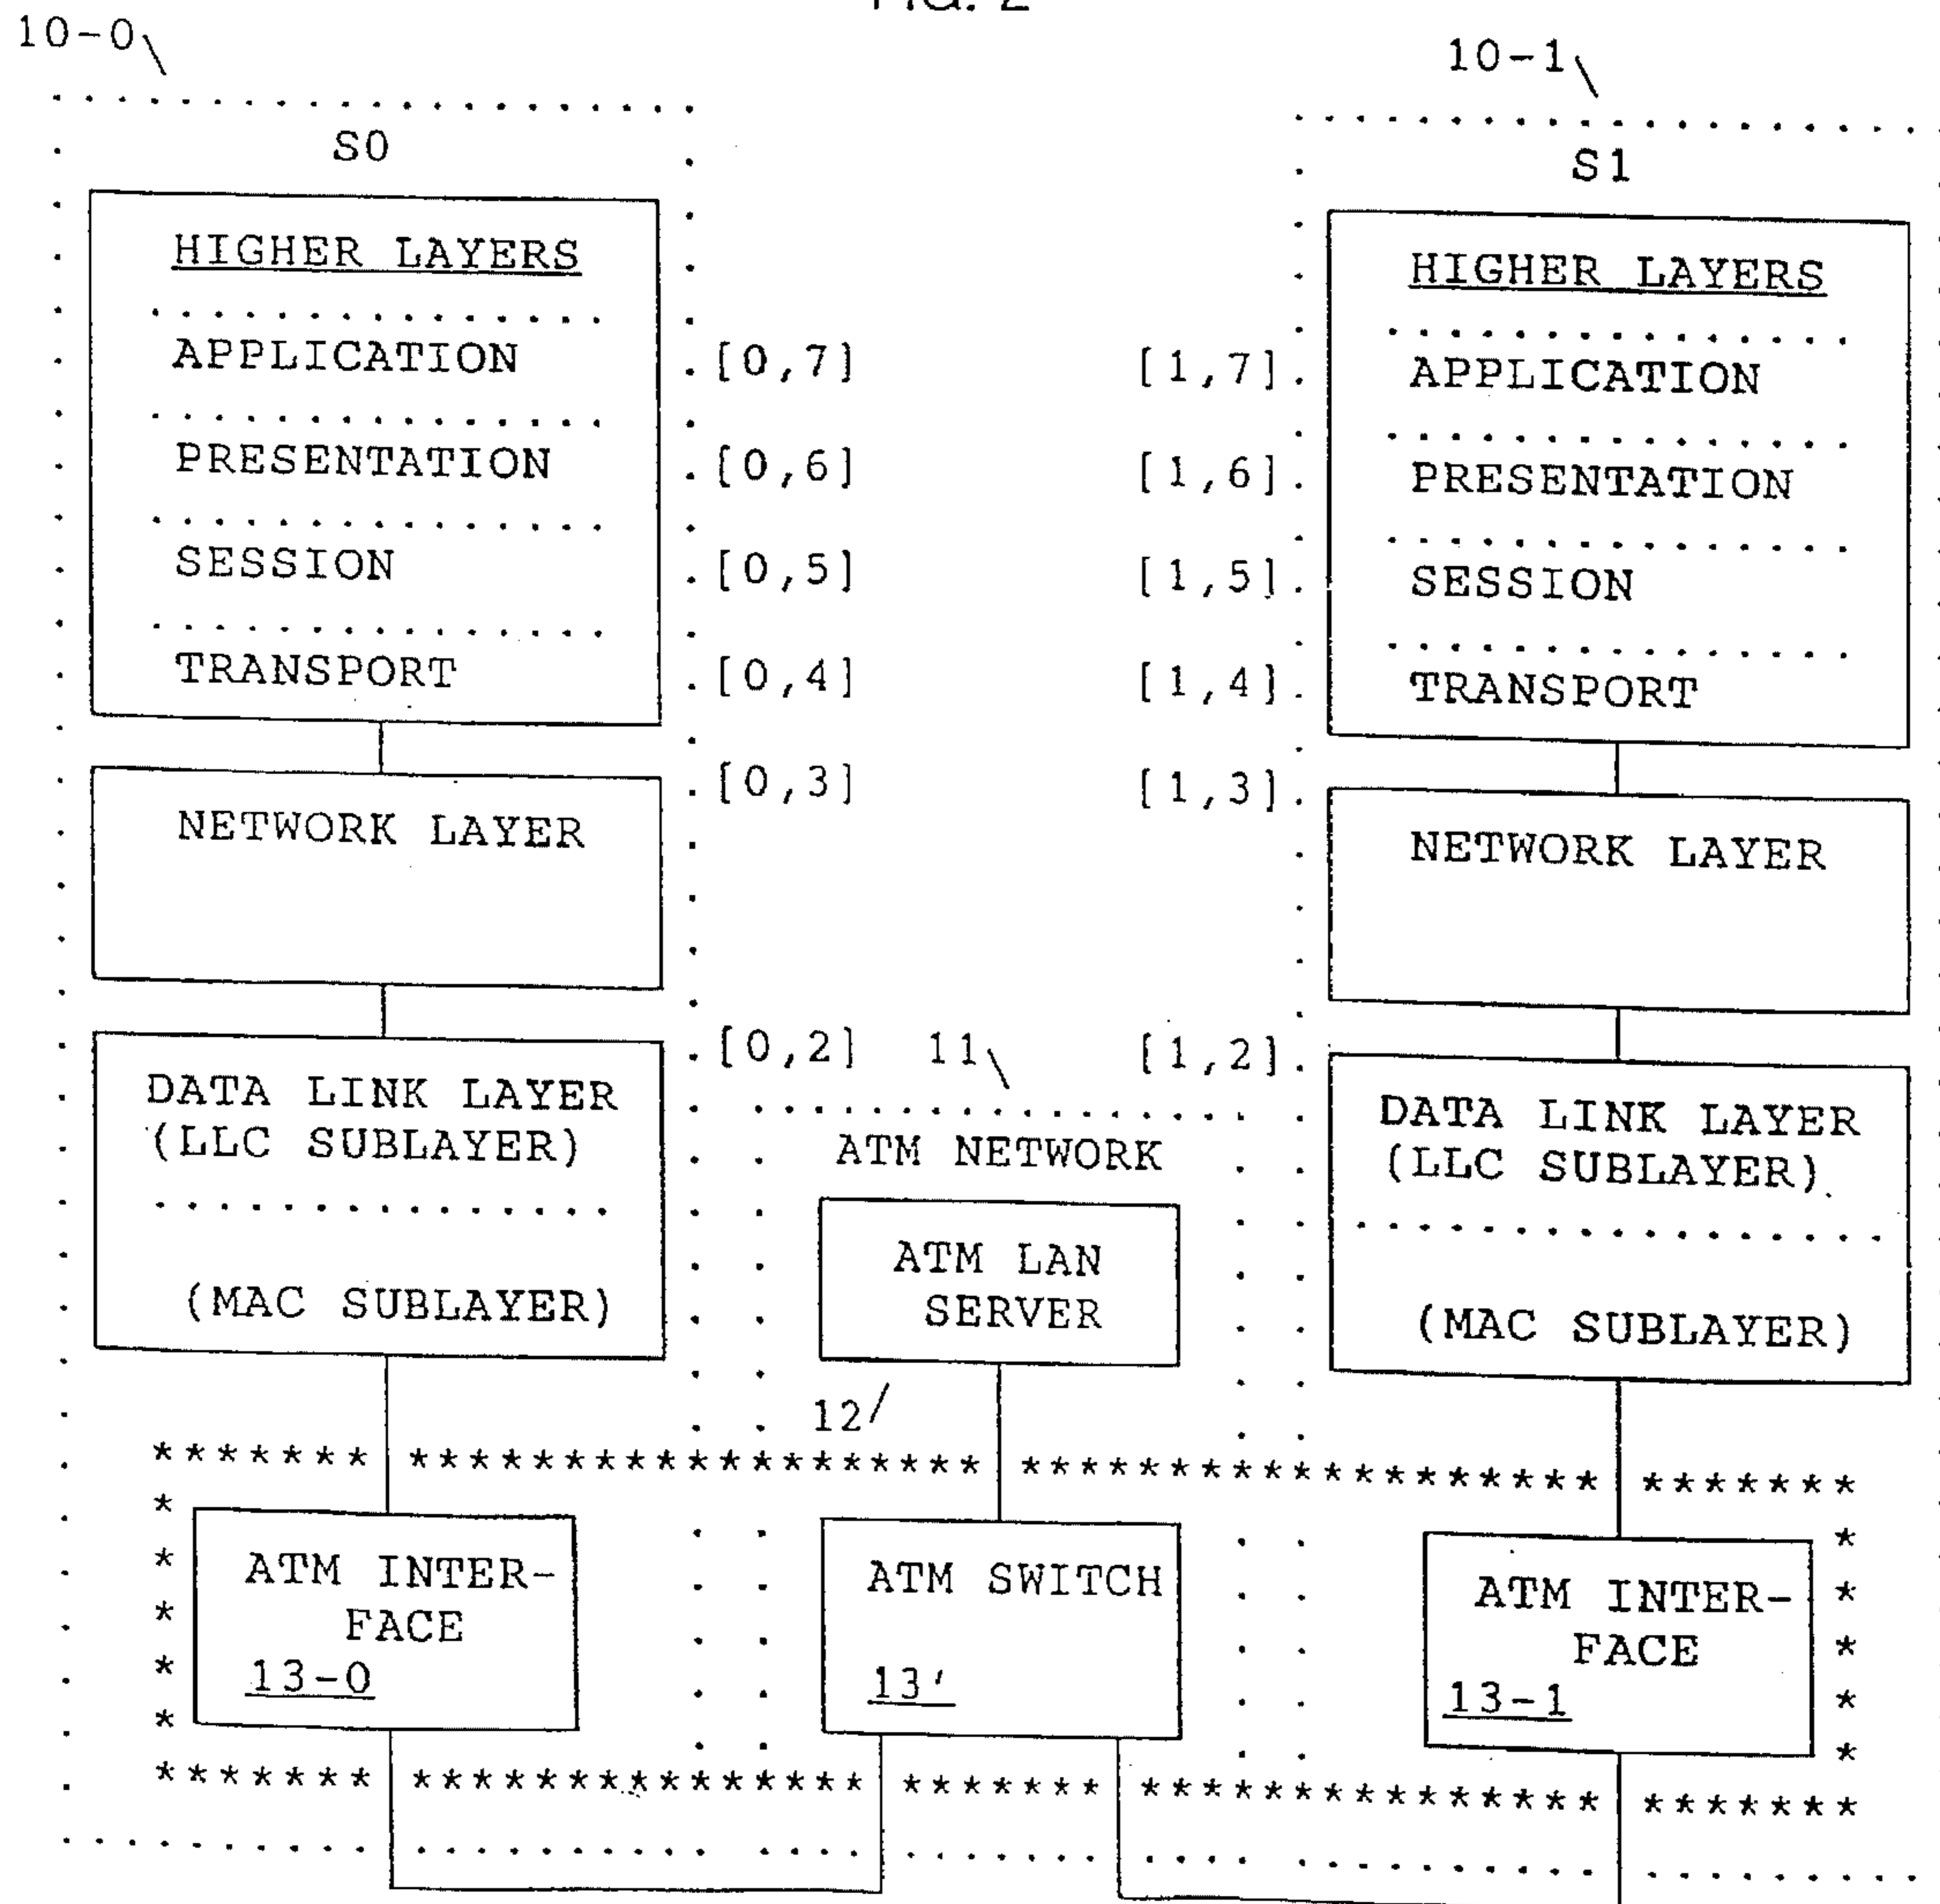 FIG. 2
10-0
S0
HIGHER LAYERS
APPLICATION
PRESENTATION
SESSION
TRANSPORT
NETWORK LAYER
DATA LINK LAYER
(LLC SUBLAYER)
(MAC SUBLAYER)
ATM INTER-
FACE
13-0
[0,7]
[0,6]
[0,5]
[0,4]
[0,3]
[0,2]
11
ATM NETWORK
ATM LAN
SERVER
12
ATM SWITCH
13'
[1,7]
[1,6]
[1,5]
[1,4]
[1,3]
[1,2]
10-1
S1
HIGHER LAYERS
APPLICATION
PRESENTATION
SESSION
TRANSPORT
NETWORK LAYER
DATA LINK LAYER
(LLC SUBLAYER)
(MAC SUBLAYER)
ATM INTER-
FACE
13-1